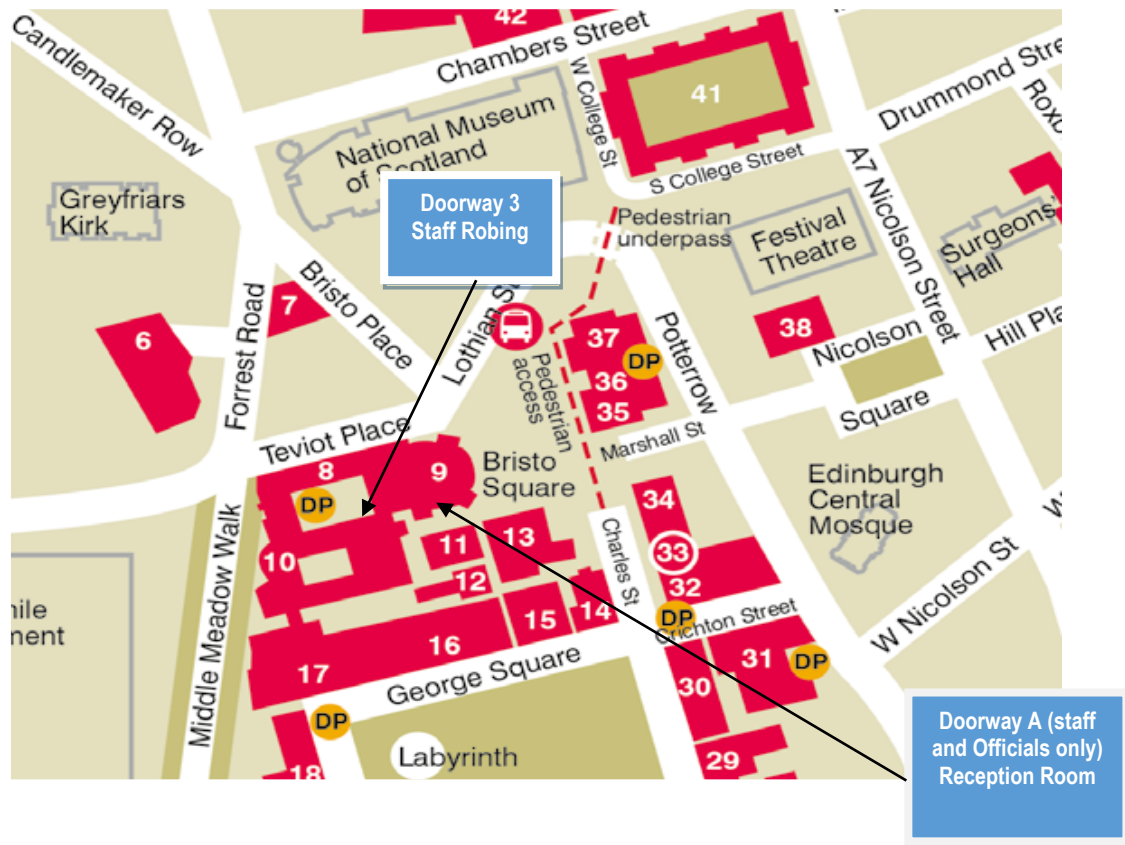 42
Chambers Street
Candlemaker Row
W College St
41
Drummond Stre
Roxb
National Museum
of Scotland
S College Street
A7 Nicolson Street
Greyfriars
Kirk
Doorway 3
Staff Robing
Pedestrian
underpass
Festival
Theatre
Surgeons'
Hall
Bristo Place
7
6
Forrest Road
Lothian St
37
DP
36
35
Potterrow
38
Nicolson
Square
Hill Pla
Pedestrian
access
Marshall St
Teviot Place
8
9
DP
Bristo
Square
Edinburgh
Central
Mosque
34
33
32
10
11
12
13
Charles St
14
15
16
17
DP
Crichton Street
W Nicolson St
W
Middle Meadow Walk
ile
ment
George Square
30
31
DP
29
DP
18
Labyrinth
Doorway A (staff
and Officials only)
Reception Room